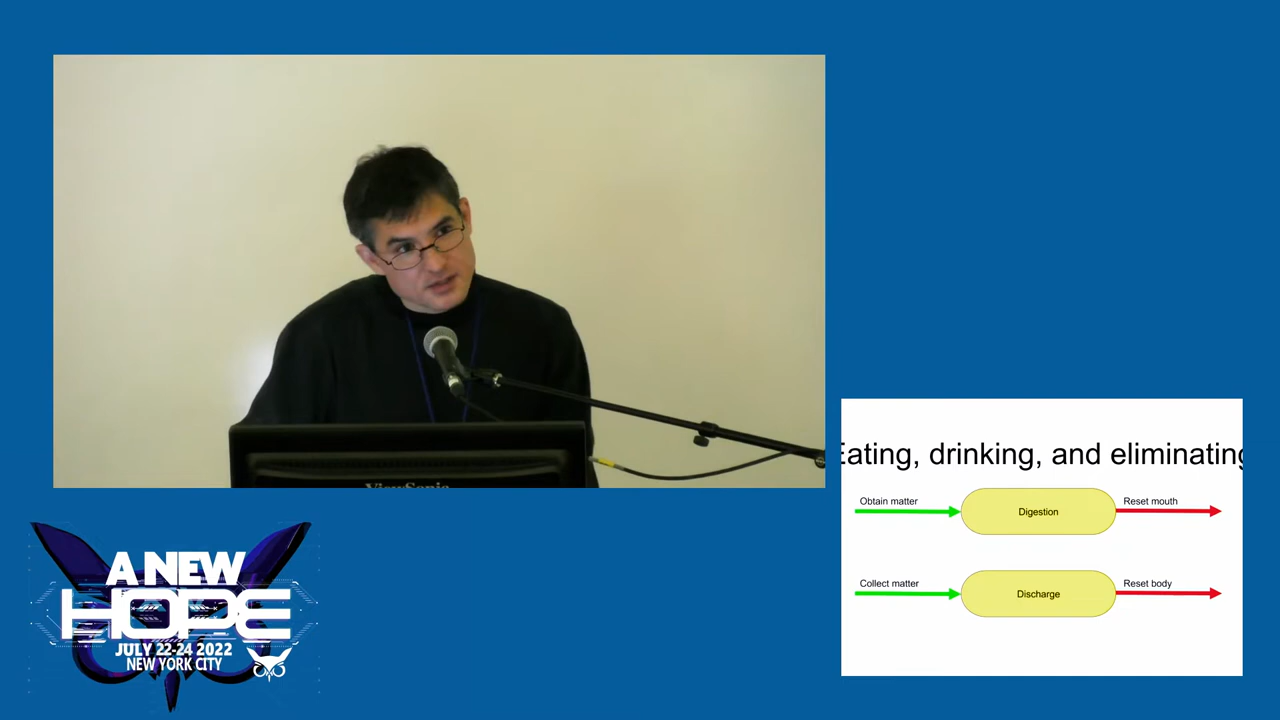 ViewSonic
Eating, drinking, and eliminating
Obtain matter
Digestion
Reset mouth
Collect matter
Discharge
Reset body
A NEW
HOPE
JULY 22-24 2022
NEW YORK CITY